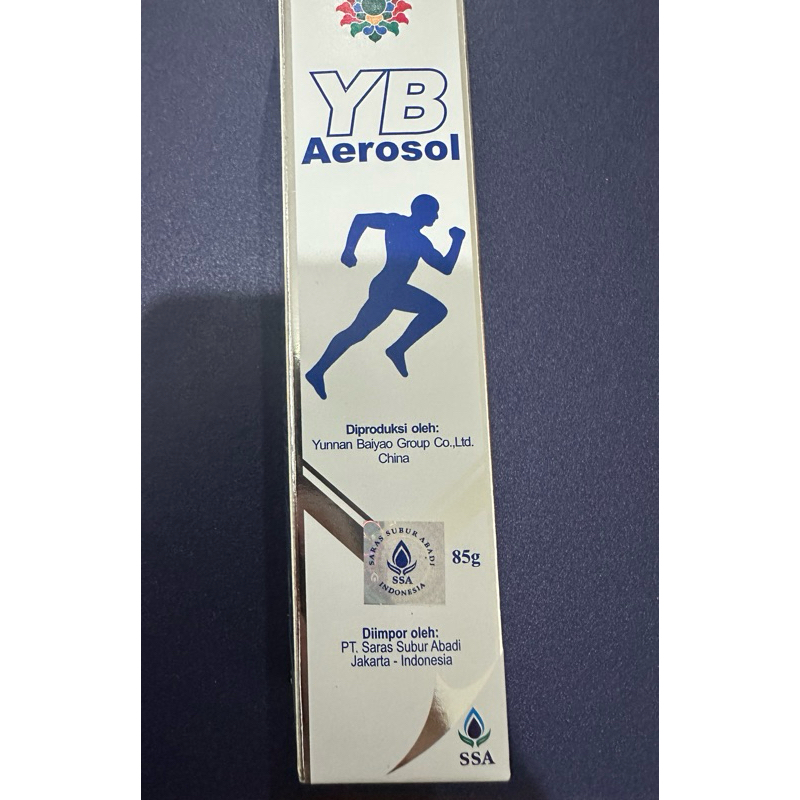 YB
Aerosol
Diproduksi oleh:
Yunnan Baiyao Group Co.,Ltd.
China
SARAS SUBUR ABADI
SSA
INDONESIA
85g
Diimpor oleh:
PT. Saras Subur Abadi
Jakarta - Indonesia
SSA